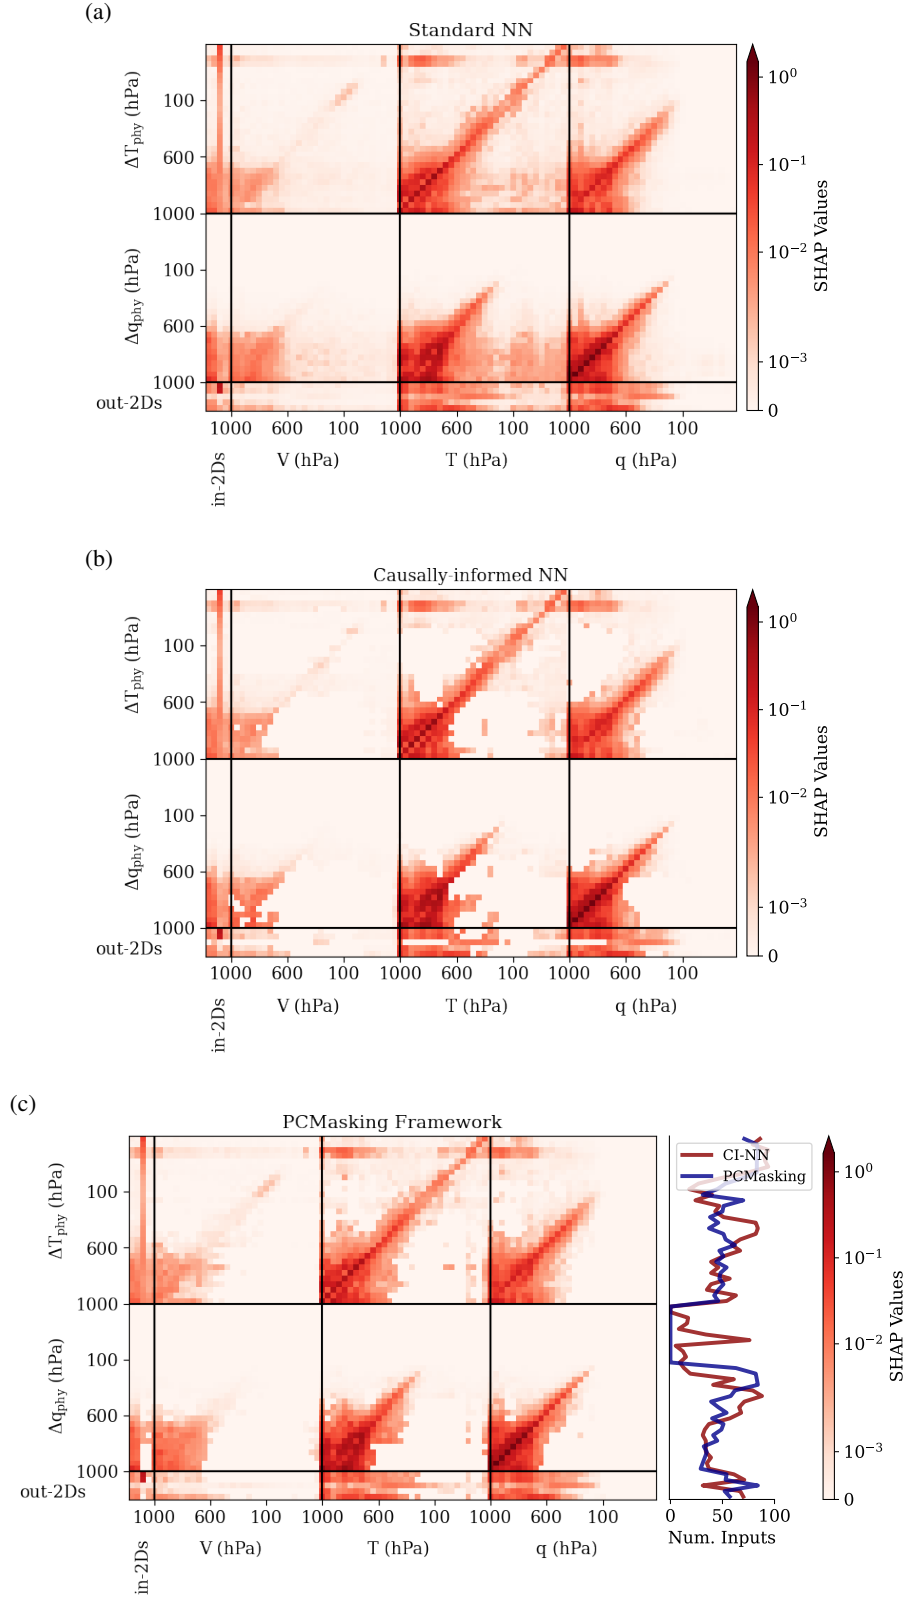 (a)
Standard NN
ΔT_phy (hPa)
100
600
1000
Δq_phy (hPa)
100
600
1000
out-2Ds
in-2Ds
1000 600 100 1000 600 100 1000 600 100
V (hPa) T (hPa) q (hPa)
10^0
10^-1
10^-2
10^-3
0
SHAP Values
(b)
Causally-informed NN
ΔT_phy (hPa)
100
600
1000
Δq_phy (hPa)
100
600
1000
out-2Ds
in-2Ds
1000 600 100 1000 600 100 1000 600 100
V (hPa) T (hPa) q (hPa)
10^0
10^-1
10^-2
10^-3
0
SHAP Values
(c)
PCMasking Framework
ΔT_phy (hPa)
100
600
1000
Δq_phy (hPa)
100
600
1000
out-2Ds
in-2Ds
1000 600 100 1000 600 100 1000 600 100
V (hPa) T (hPa) q (hPa)
CI-NN
PCMasking
0 50 100
Num. Inputs
10^0
10^-1
10^-2
10^-3
0
SHAP Values